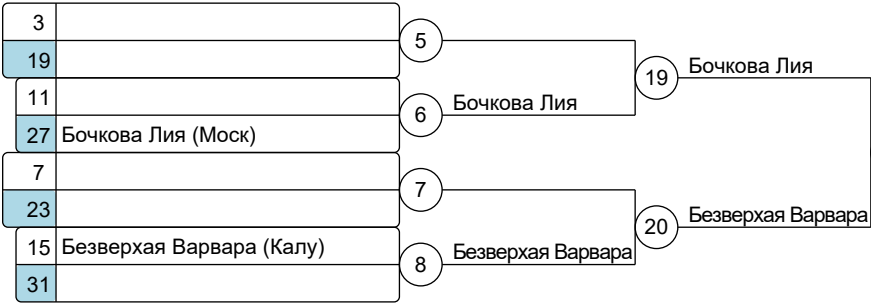 3
5
19
19 Бочкова Лия
11
6 Бочкова Лия
27 Бочкова Лия (Моск)
7
7
23
20 Безверхая Варвара
15 Безверхая Варвара (Калу)
8 Безверхая Варвара
31